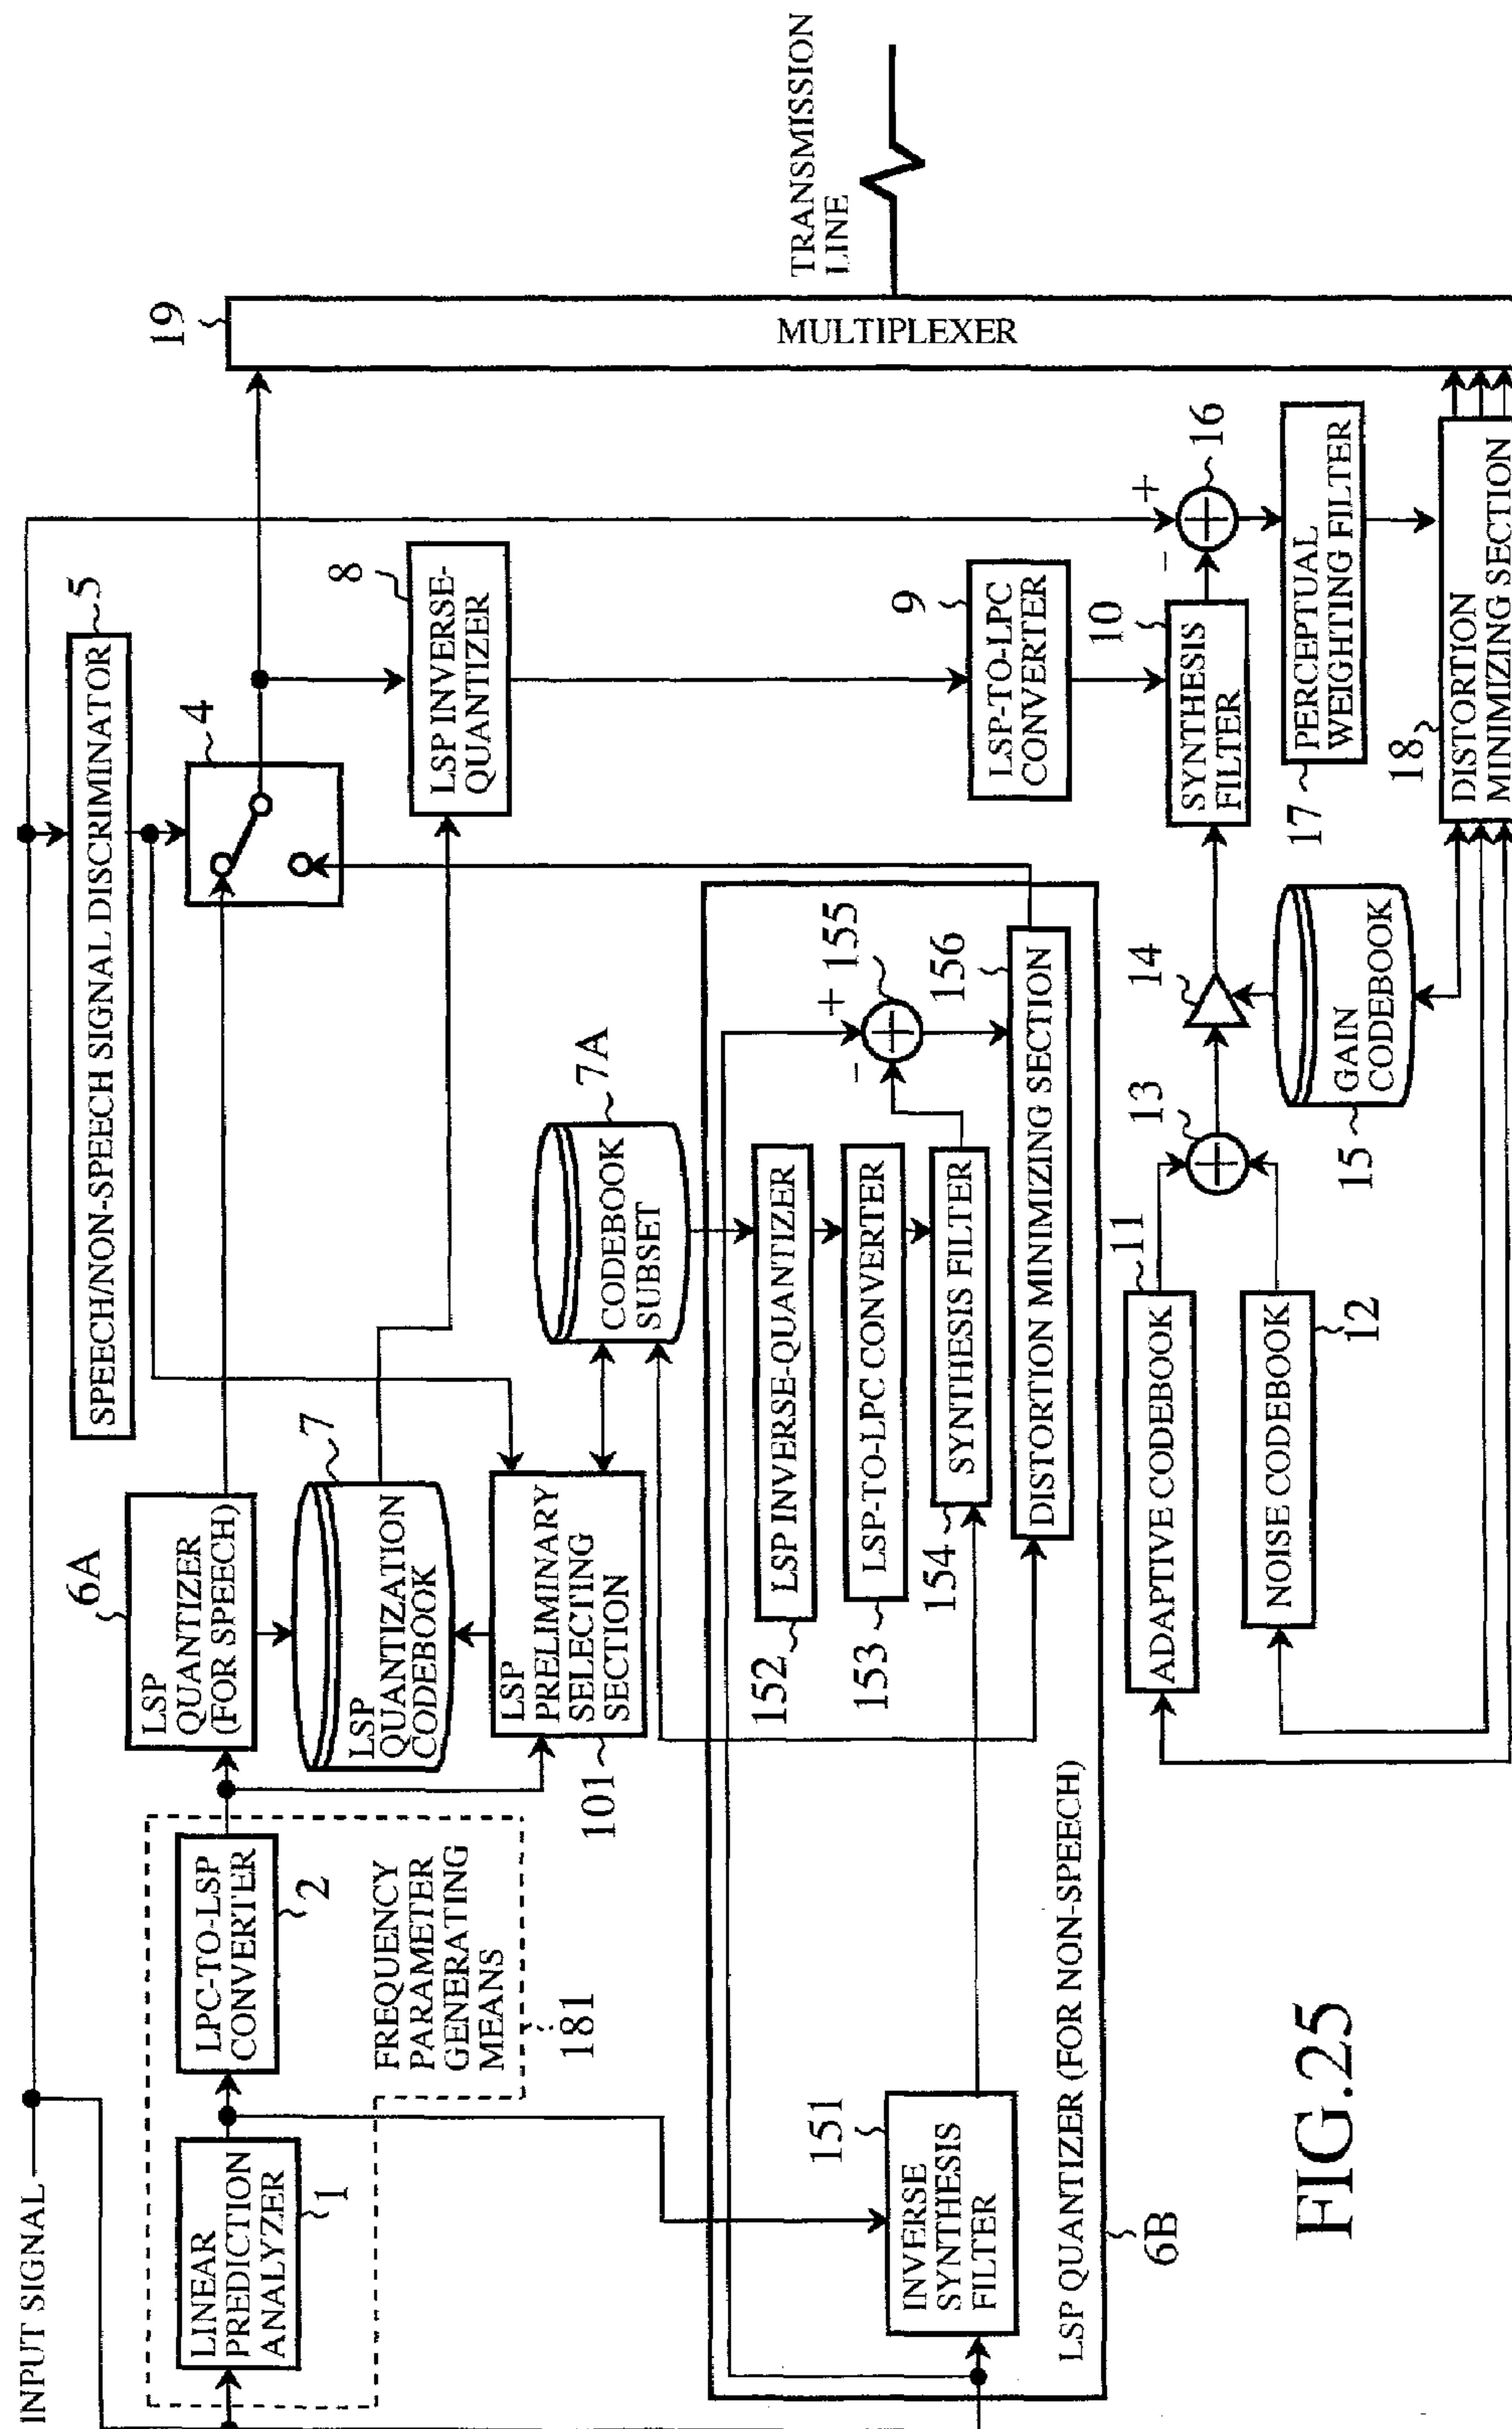 INPUT SIGNAL
LINEAR
PREDICTION
ANALYZER
1
LPC-TO-LSP
CONVERTER
2
FREQUENCY
PARAMETER
GENERATING
MEANS
181
6A
LSP
QUANTIZER
(FOR SPEECH)
7
LSP
QUANTIZATION
CODEBOOK
LSP
PRELIMINARY
SELECTING
SECTION
101
SPEECH/NON-SPEECH SIGNAL DISCRIMINATOR
5
4
8
LSP INVERSE-
QUANTIZER
7A
CODEBOOK
SUBSET
19
MULTIPLEXER
TRANSMISSION
LINE
151
INVERSE
SYNTHESIS
FILTER
LSP INVERSE-QUANTIZER
152
LSP-TO-LPC CONVERTER
153
SYNTHESIS FILTER
154
+
−
155
156
DISTORTION MINIMIZING SECTION
LSP QUANTIZER (FOR NON-SPEECH)
6B
9
LSP-TO-LPC
CONVERTER
10
SYNTHESIS
FILTER
+
−
16
PERCEPTUAL
WEIGHTING FILTER
17
18
DISTORTION
MINIMIZING SECTION
11
ADAPTIVE CODEBOOK
NOISE CODEBOOK
12
13
14
GAIN
CODEBOOK
15
FIG.25